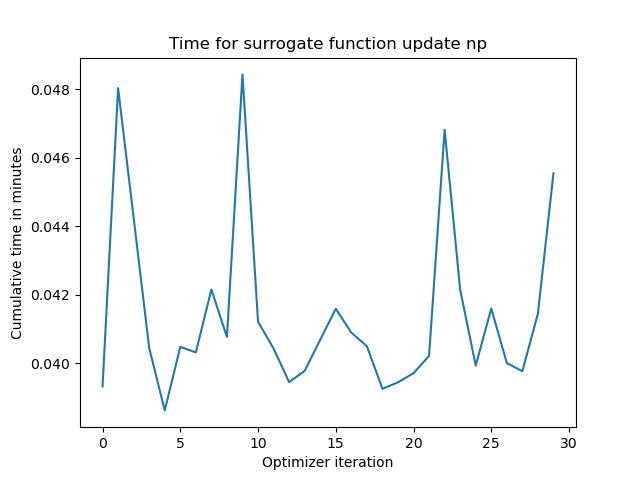 Time for surrogate function update np
0.048
0.046
0.044
0.042
0.040
Cumulative time in minutes
0 5 10 15 20 25 30
Optimizer iteration